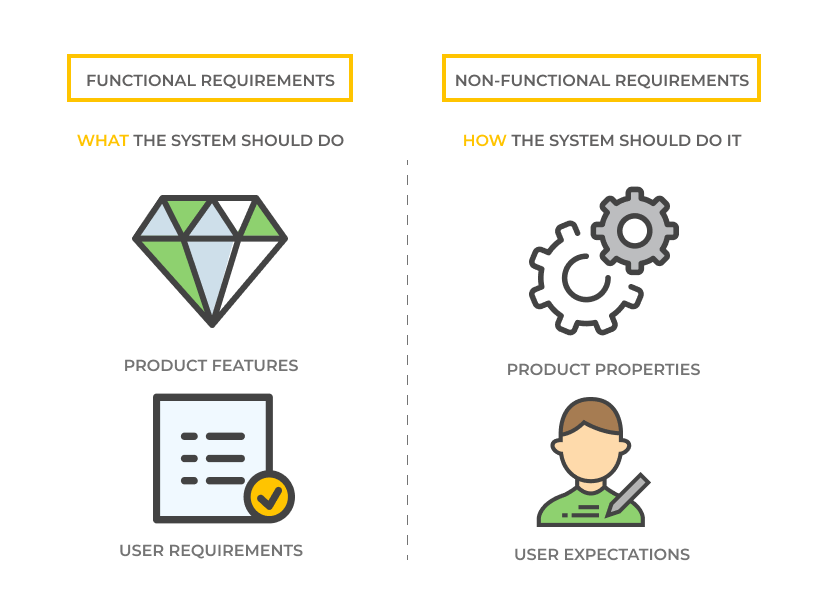 FUNCTIONAL REQUIREMENTS
WHAT THE SYSTEM SHOULD DO
PRODUCT FEATURES
USER REQUIREMENTS
NON-FUNCTIONAL REQUIREMENTS
HOW THE SYSTEM SHOULD DO IT
PRODUCT PROPERTIES
USER EXPECTATIONS